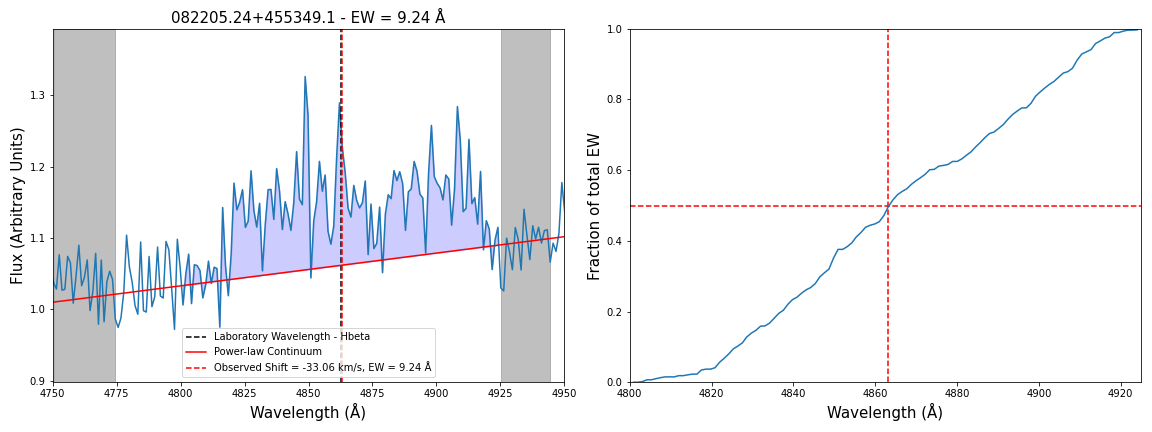 082205.24+455349.1 - EW = 9.24 Å
Flux (Arbitrary Units)
1.3
1.2
1.1
1.0
0.9
Laboratory Wavelength - Hbeta
Power-law Continuum
Observed Shift = -33.06 km/s, EW = 9.24 Å
4750 4775 4800 4825 4850 4875 4900 4925 4950
Wavelength (Å)
Fraction of total EW
1.0
0.8
0.6
0.4
0.2
0.0
4800 4820 4840 4860 4880 4900 4920
Wavelength (Å)